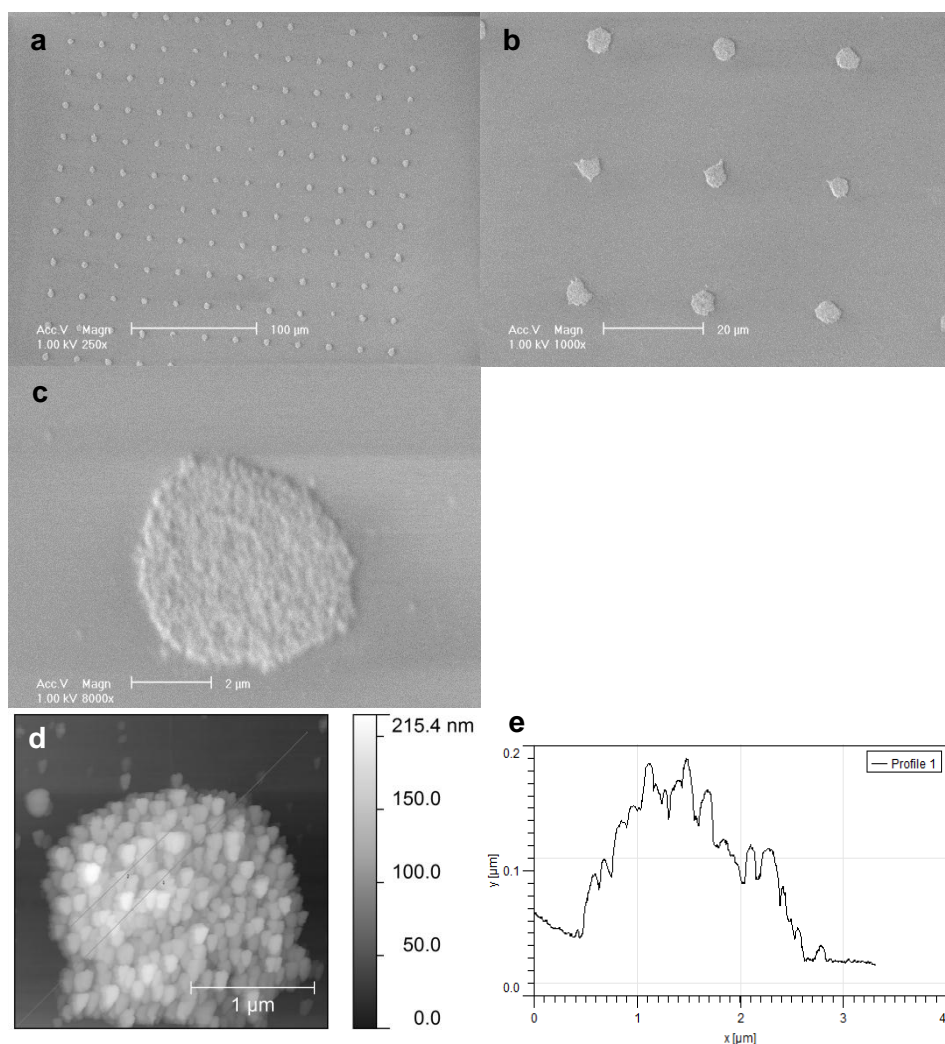 a
Acc.V Magn
1.00 kV 250x
100 µm
b
Acc.V Magn
1.00 kV 1000x
20 µm
c
Acc.V Magn
1.00 kV 8000x
2 µm
d
1 µm
215.4 nm
150.0
100.0
50.0
0.0
e
Profile 1
0.2
0.1
0.0
y [µm]
0 1 2 3 4
x [µm]